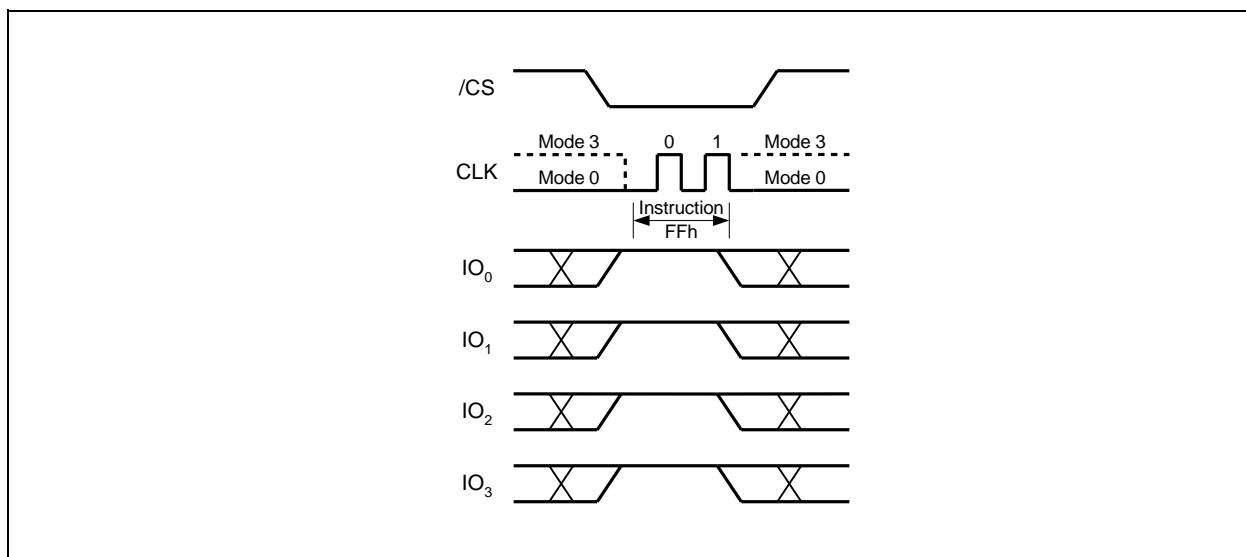 /CS
Mode 3 0 1 Mode 3
CLK
Mode 0 Mode 0
Instruction
FFh
IO0
IO1
IO2
IO3